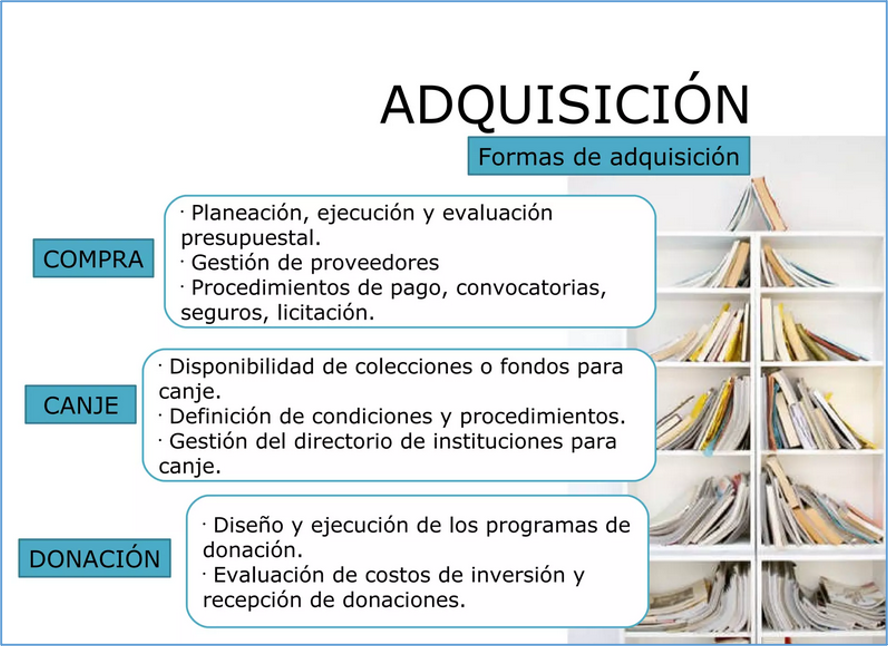 ADQUISICIÓN
Formas de adquisición
COMPRA
· Planeación, ejecución y evaluación
presupuestal.
· Gestión de proveedores
· Procedimientos de pago, convocatorias,
seguros, licitación.
CANJE
· Disponibilidad de colecciones o fondos para
canje.
· Definición de condiciones y procedimientos.
· Gestión del directorio de instituciones para
canje.
DONACIÓN
· Diseño y ejecución de los programas de
donación.
· Evaluación de costos de inversión y
recepción de donaciones.